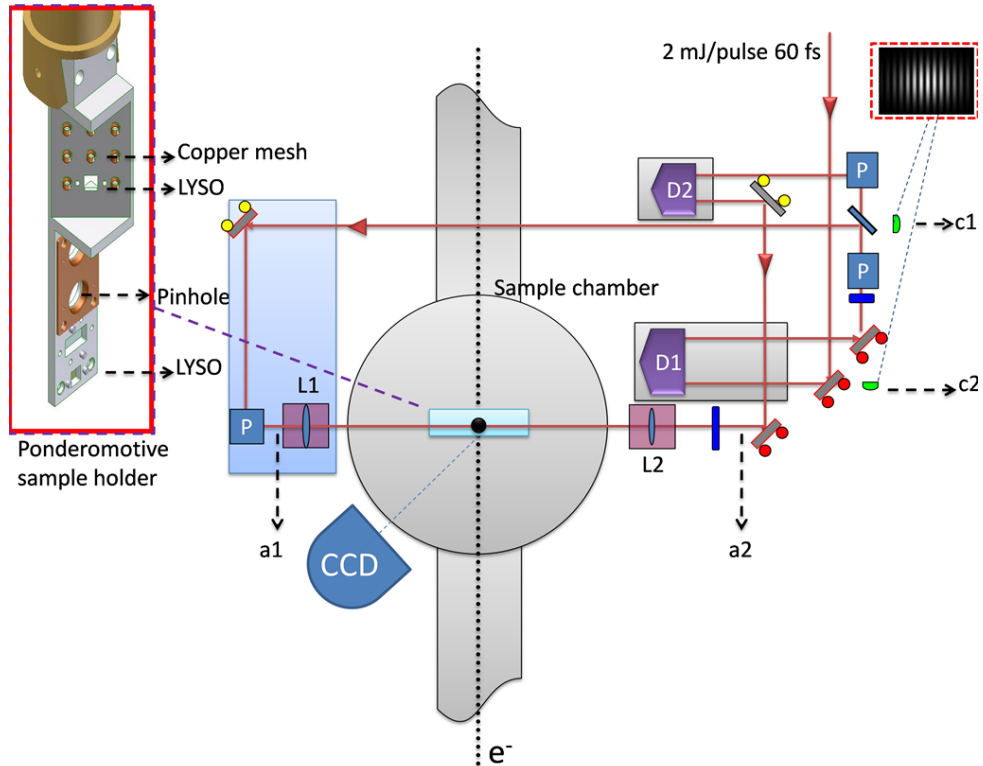 2 mJ/pulse 60 fs
Copper mesh
LYSO
D2
P
c1
P
Pinhole
Sample chamber
LYSO
D1
c2
L1
P
L2
Ponderomotive
sample holder
a1
a2
CCD
e-